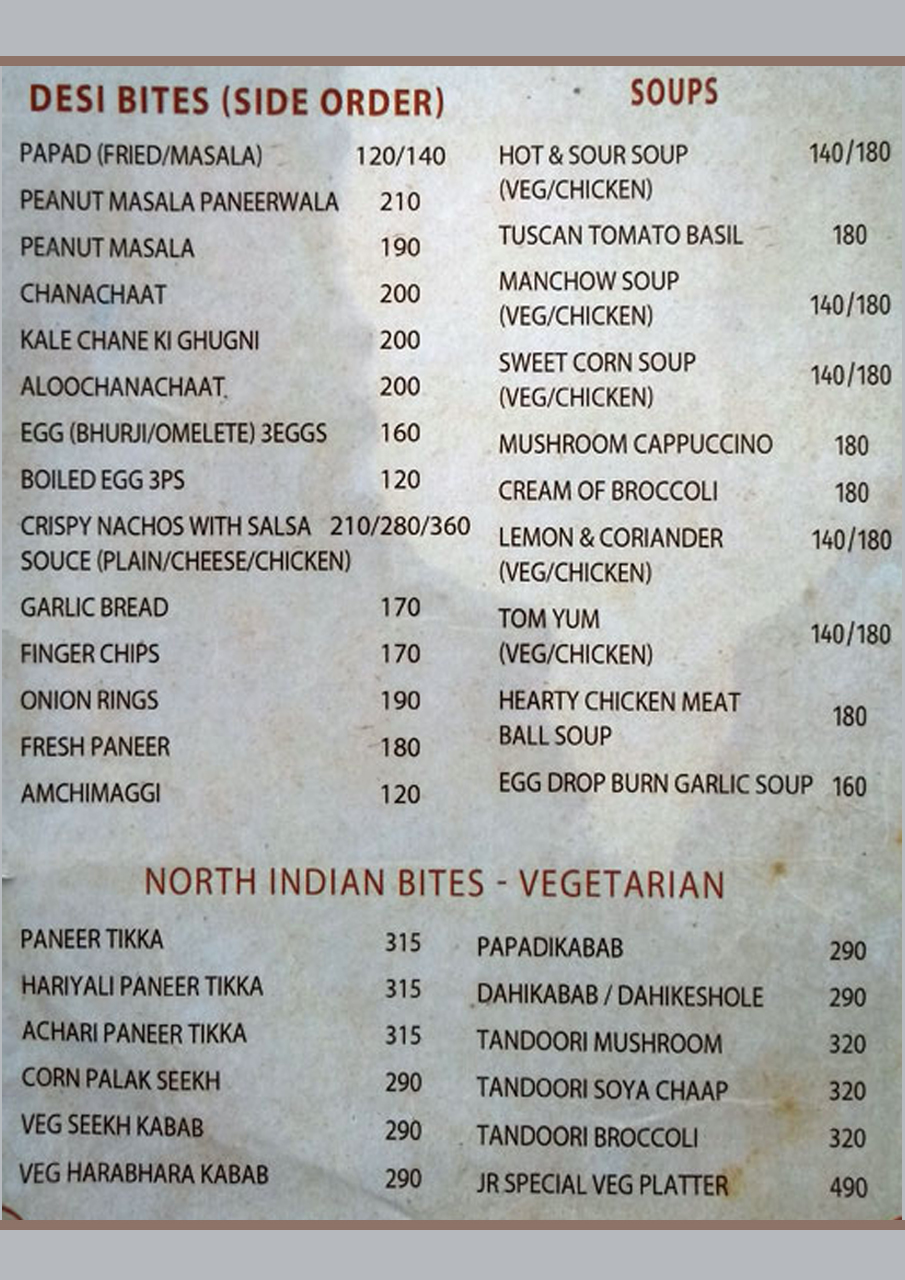 DESI BITES (SIDE ORDER)
PAPAD (FRIED/MASALA) 120/140
PEANUT MASALA PANEERWALA 210
PEANUT MASALA 190
CHANACHAAT 200
KALE CHANE KI GHUGNI 200
ALOOCHANACHAAT 200
EGG (BHURJI/OMELETE) 3EGGS 160
BOILED EGG 3PS 120
CRISPY NACHOS WITH SALSA 210/280/360
SOUCE (PLAIN/CHEESE/CHICKEN)
GARLIC BREAD 170
FINGER CHIPS 170
ONION RINGS 190
FRESH PANEER 180
AMCHIMAGGI 120
SOUPS
HOT & SOUR SOUP 140/180
(VEG/CHICKEN)
TUSCAN TOMATO BASIL 180
MANCHOW SOUP
(VEG/CHICKEN) 140/180
SWEET CORN SOUP 140/180
(VEG/CHICKEN)
MUSHROOM CAPPUCCINO 180
CREAM OF BROCCOLI 180
LEMON & CORIANDER 140/180
(VEG/CHICKEN)
TOM YUM 140/180
(VEG/CHICKEN)
HEARTY CHICKEN MEAT 180
BALL SOUP
EGG DROP BURN GARLIC SOUP 160
NORTH INDIAN BITES - VEGETARIAN
PANEER TIKKA 315
HARIYALI PANEER TIKKA 315
ACHARI PANEER TIKKA 315
CORN PALAK SEEKH 290
VEG SEEKH KABAB 290
VEG HARABHARA KABAB 290
PAPADIKABAB 290
DAHIKABAB / DAHIKESHOLE 290
TANDOORI MUSHROOM 320
TANDOORI SOYA CHAAP 320
TANDOORI BROCCOLI 320
JR SPECIAL VEG PLATTER 490